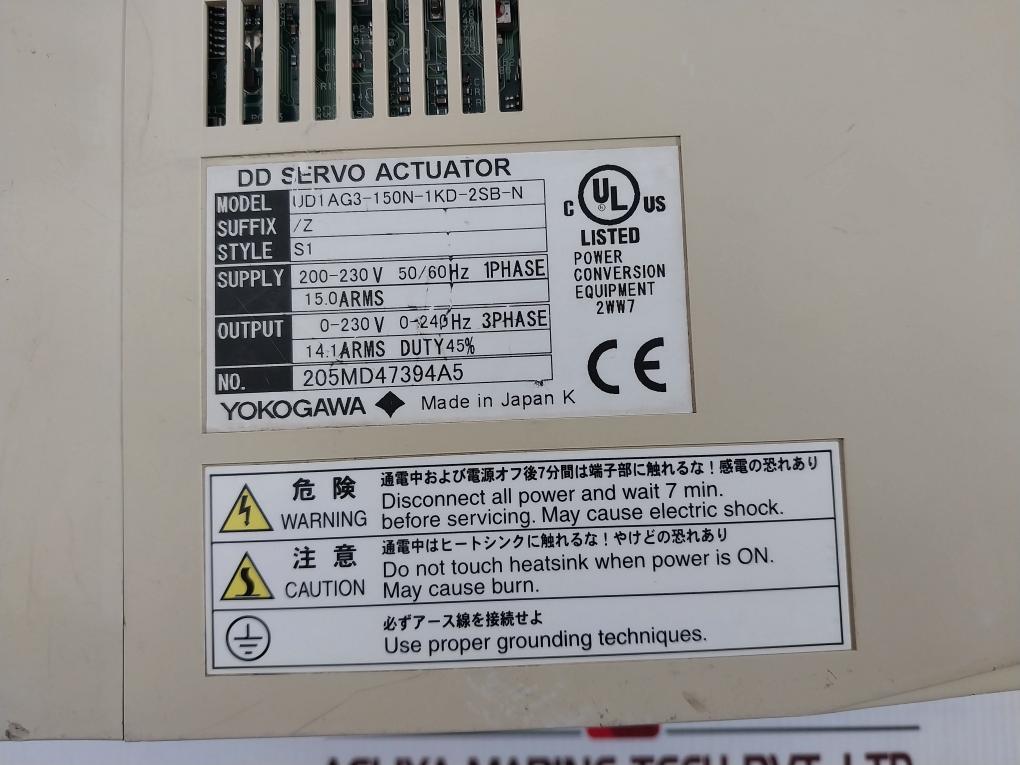 DD SERVO ACTUATOR
MODEL UD1AG3-150N-1KD-2SB-N
SUFFIX /Z
STYLE S1
SUPPLY 200-230V 50/60Hz 1PHASE
15.0ARMS
OUTPUT 0-230V 0-240Hz 3PHASE
14.1ARMS DUTY45%
NO. 205MD47394A5
YOKOGAWA Made in Japan K
C UL US
LISTED
POWER
CONVERSION
EQUIPMENT
2WW7
CE
危険 通電中および電源オフ後7分間は端子部に触れるな!感電の恐れあり
WARNING Disconnect all power and wait 7 min.
before servicing. May cause electric shock.
注意 通電中はヒートシンクに触れるな!やけどの恐れあり
CAUTION Do not touch heatsink when power is ON.
May cause burn.
必ずアース線を接続せよ
Use proper grounding techniques.